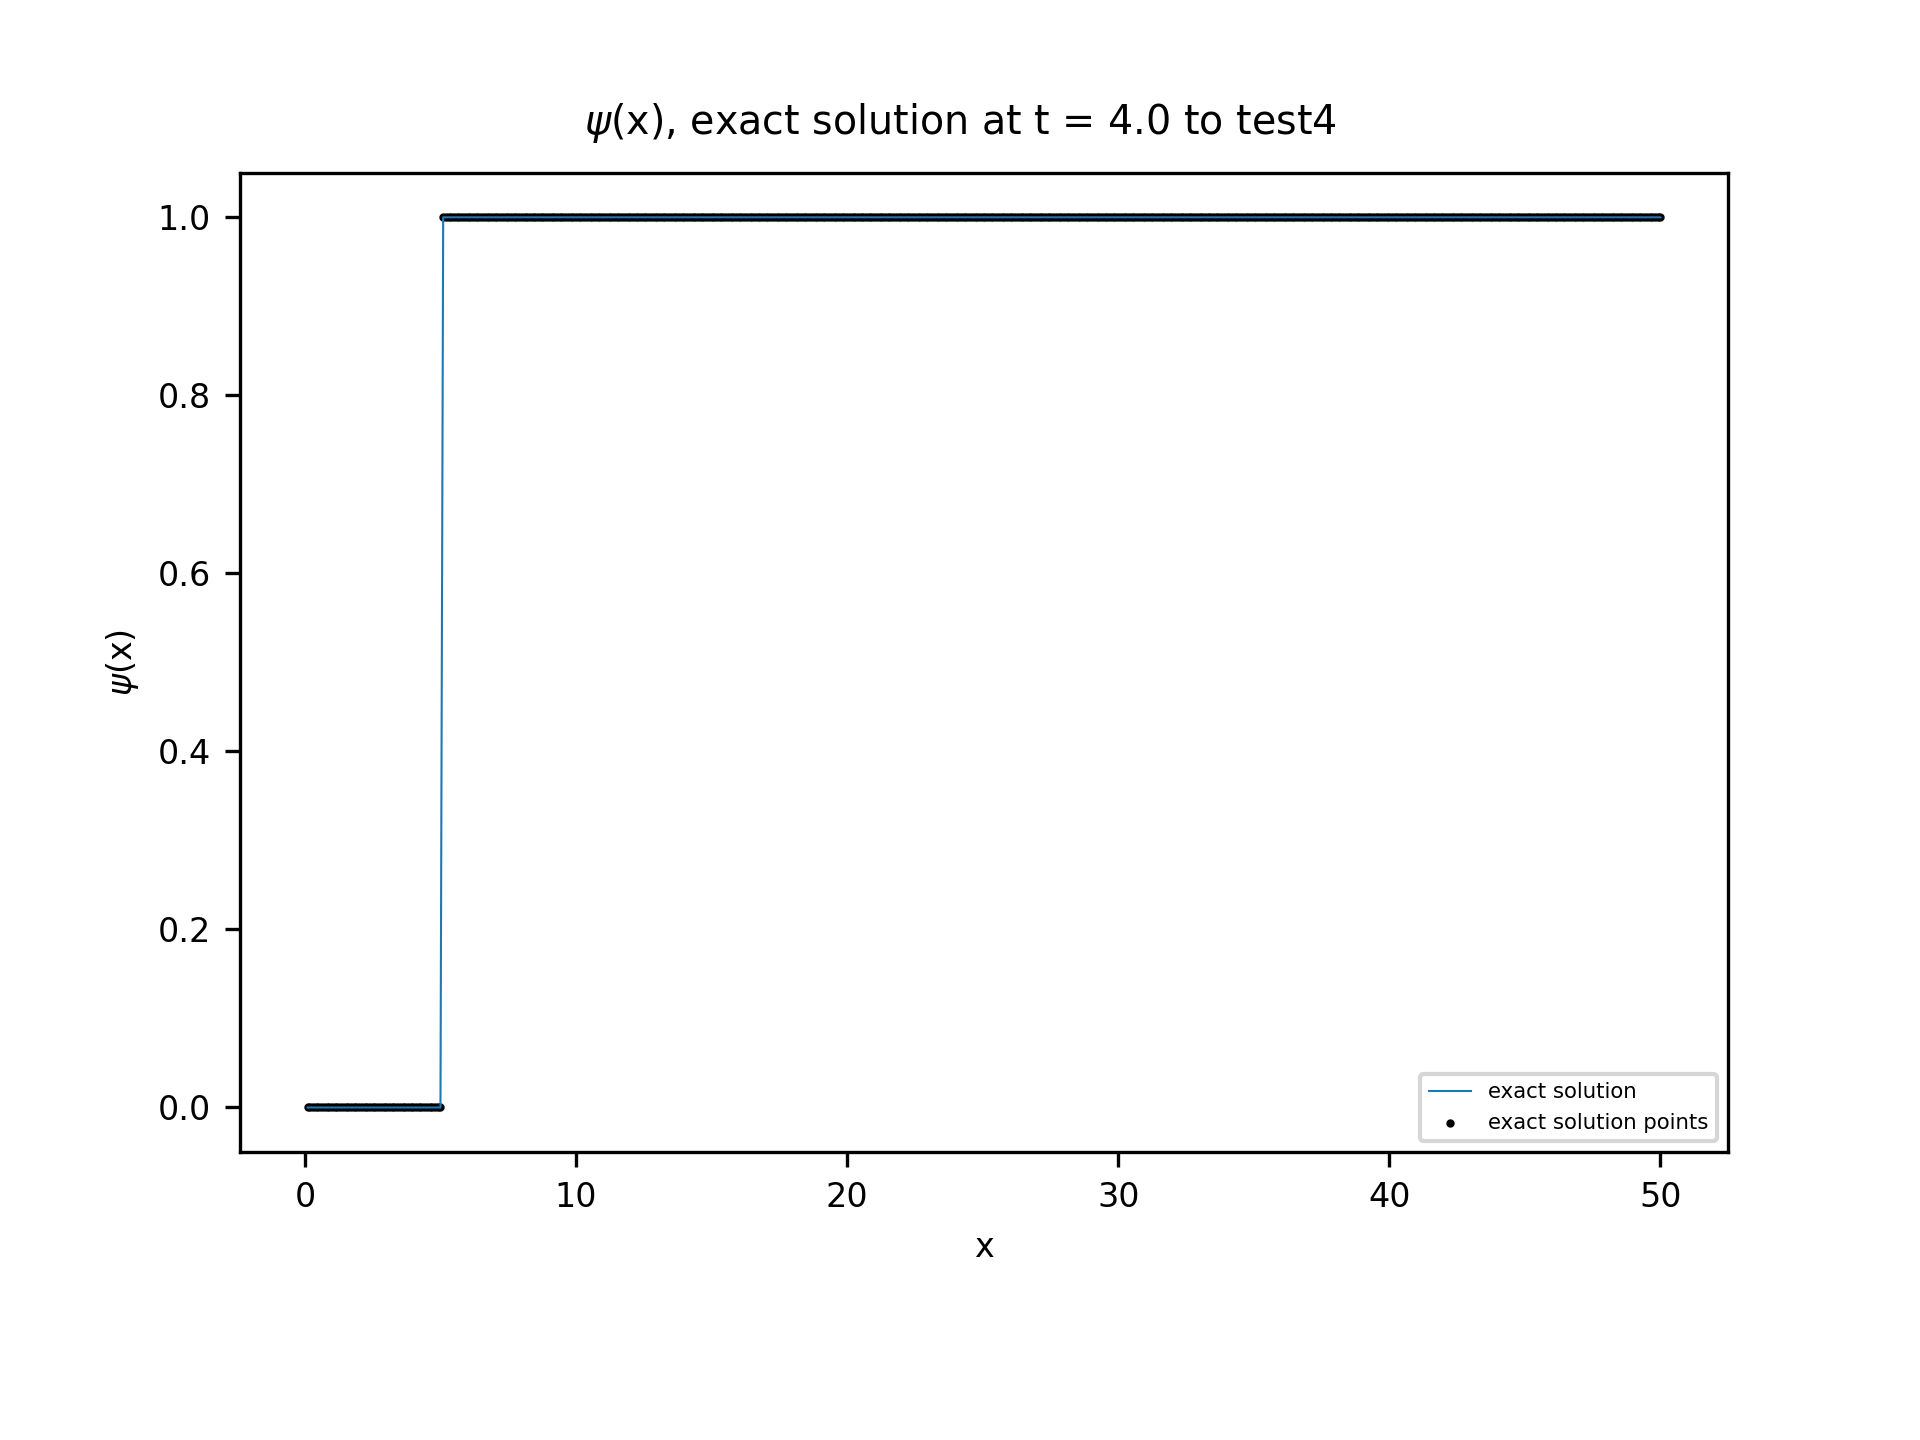 ψ(x), exact solution at t = 4.0 to test4
1.0
0.8
0.6
0.4
0.2
0.0
ψ(x)
exact solution
exact solution points
0 10 20 30 40 50
x